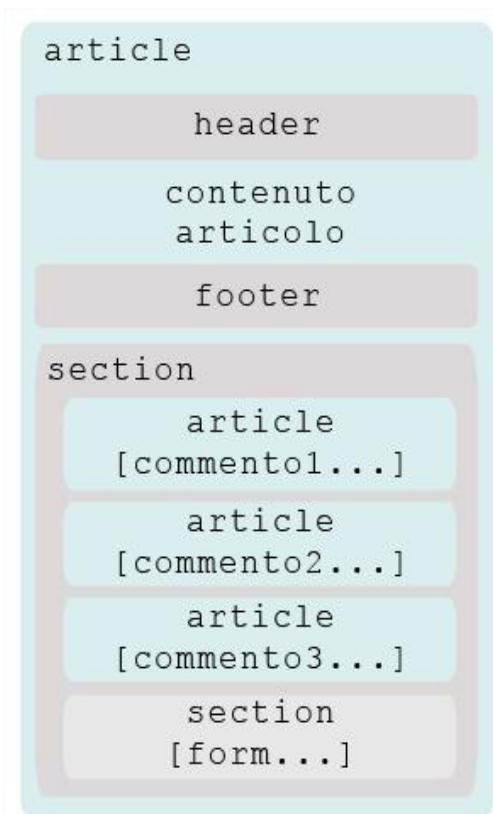 article
header
contenuto
articolo
footer
section
article
[commento1...]
article
[commento2...]
article
[commento3...]
section
[form...]